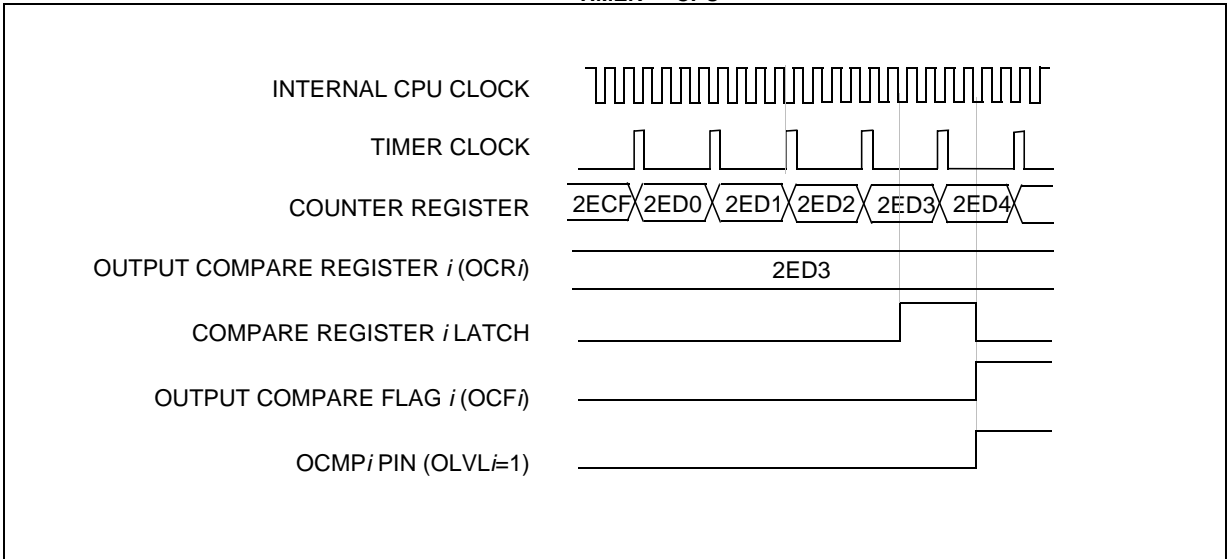 INTERNAL CPU CLOCK
TIMER CLOCK
COUNTER REGISTER
2ECF 2ED0 2ED1 2ED2 2ED3 2ED4
OUTPUT COMPARE REGISTER i (OCRi)
2ED3
COMPARE REGISTER i LATCH
OUTPUT COMPARE FLAG i (OCFi)
OCMPi PIN (OLVLi=1)